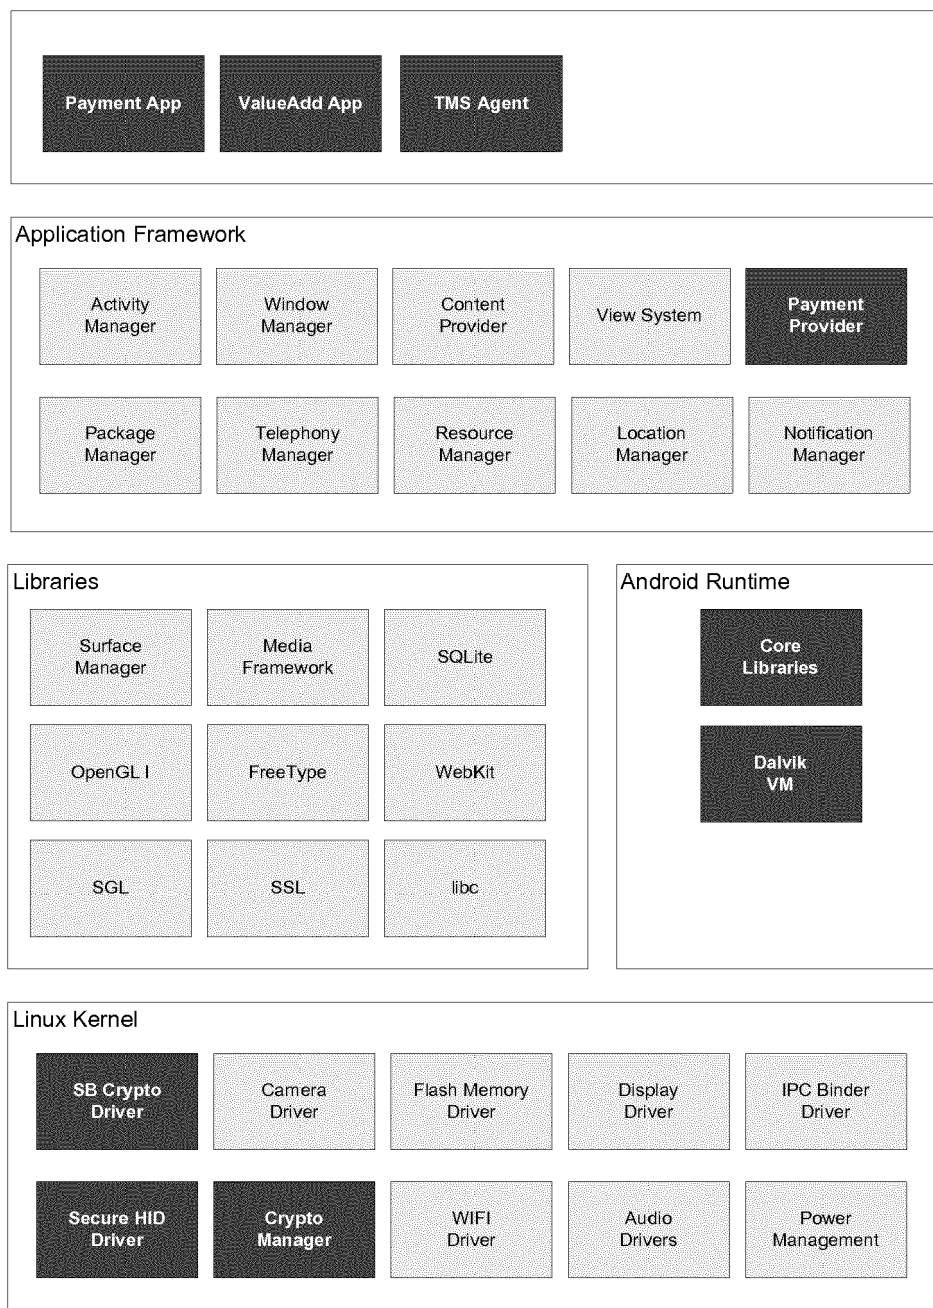 Payment App
ValueAdd App
TMS Agent
Application Framework
Activity
Manager
Window
Manager
Content
Provider
View System
Payment
Provider
Package
Manager
Telephony
Manager
Resource
Manager
Location
Manager
Notification
Manager
Libraries
Surface
Manager
Media
Framework
SQLite
OpenGL I
FreeType
WebKit
SGL
SSL
libc
Android Runtime
Core
Libraries
Dalvik
VM
Linux Kernel
SB Crypto
Driver
Camera
Driver
Flash Memory
Driver
Display
Driver
IPC Binder
Driver
Secure HID
Driver
Crypto
Manager
WIFI
Driver
Audio
Drivers
Power
Management